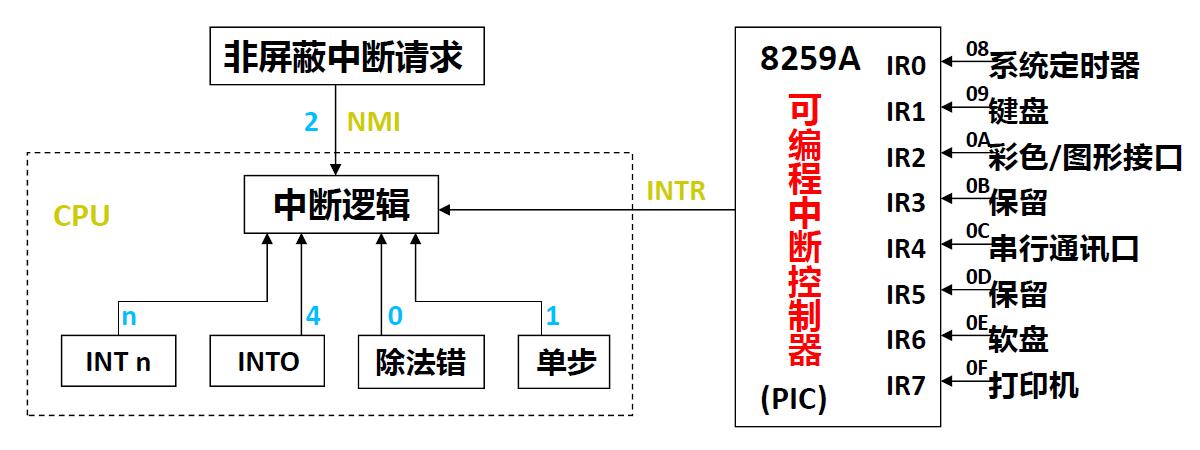 非屏蔽中断请求
2 NMI
CPU
中断逻辑
INTR
n
4
0
1
INT n
INTO
除法错
单步
8259A
可编程中断控制器
(PIC)
IR0 08 系统定时器
IR1 09 键盘
IR2 0A 彩色/图形接口
IR3 0B 保留
IR4 0C 串行通讯口
IR5 0D 保留
IR6 0E 软盘
IR7 0F 打印机